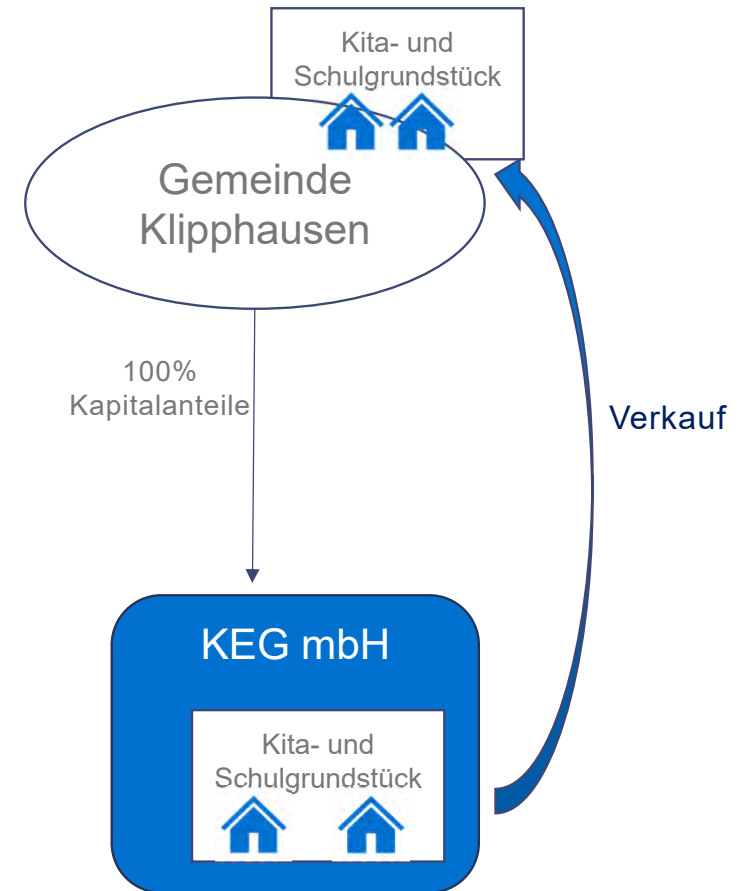 Kita- und
Schulgrundstück
Gemeinde
Klipphausen
100%
Kapitalanteile
Verkauf
KEG mbH
Kita- und
Schulgrundstück